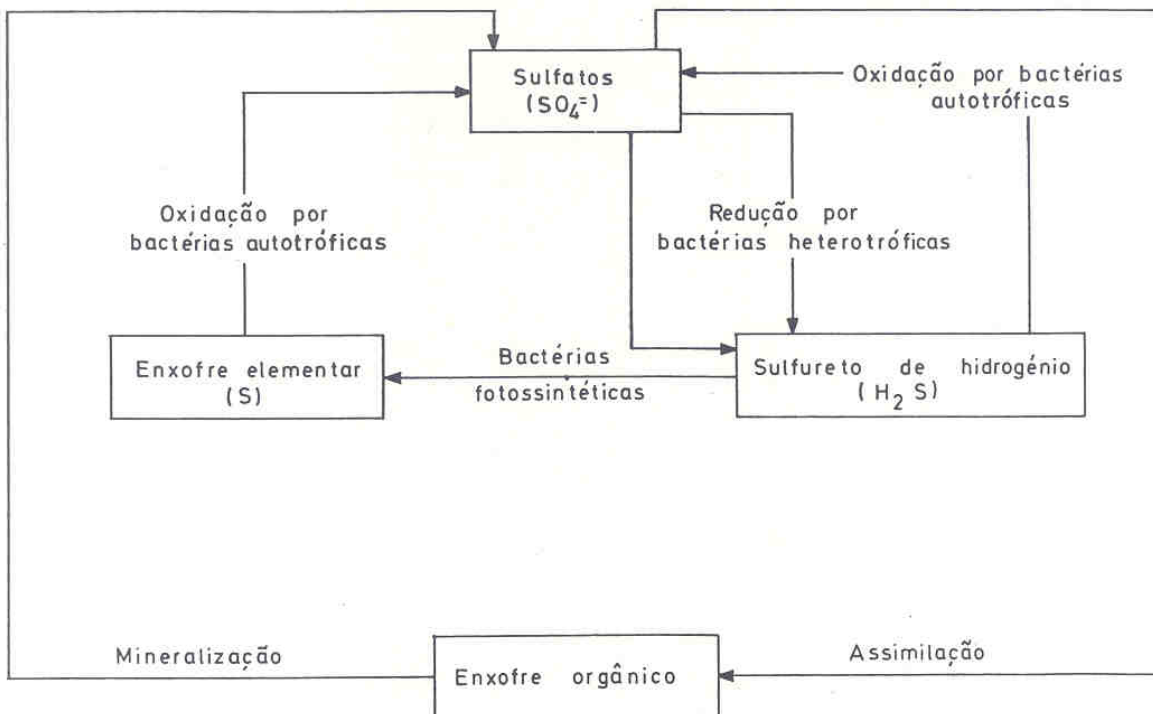 Sulfatos
(SO₄=)
Oxidação por bactérias
autotróficas
Oxidação por
bactérias autotróficas
Redução por
bactérias heterotróficas
Enxofre elementar
(S)
Bactérias
fotossintéticas
Sulfureto de hidrogénio
(H₂S)
Mineralização
Enxofre orgânico
Assimilação